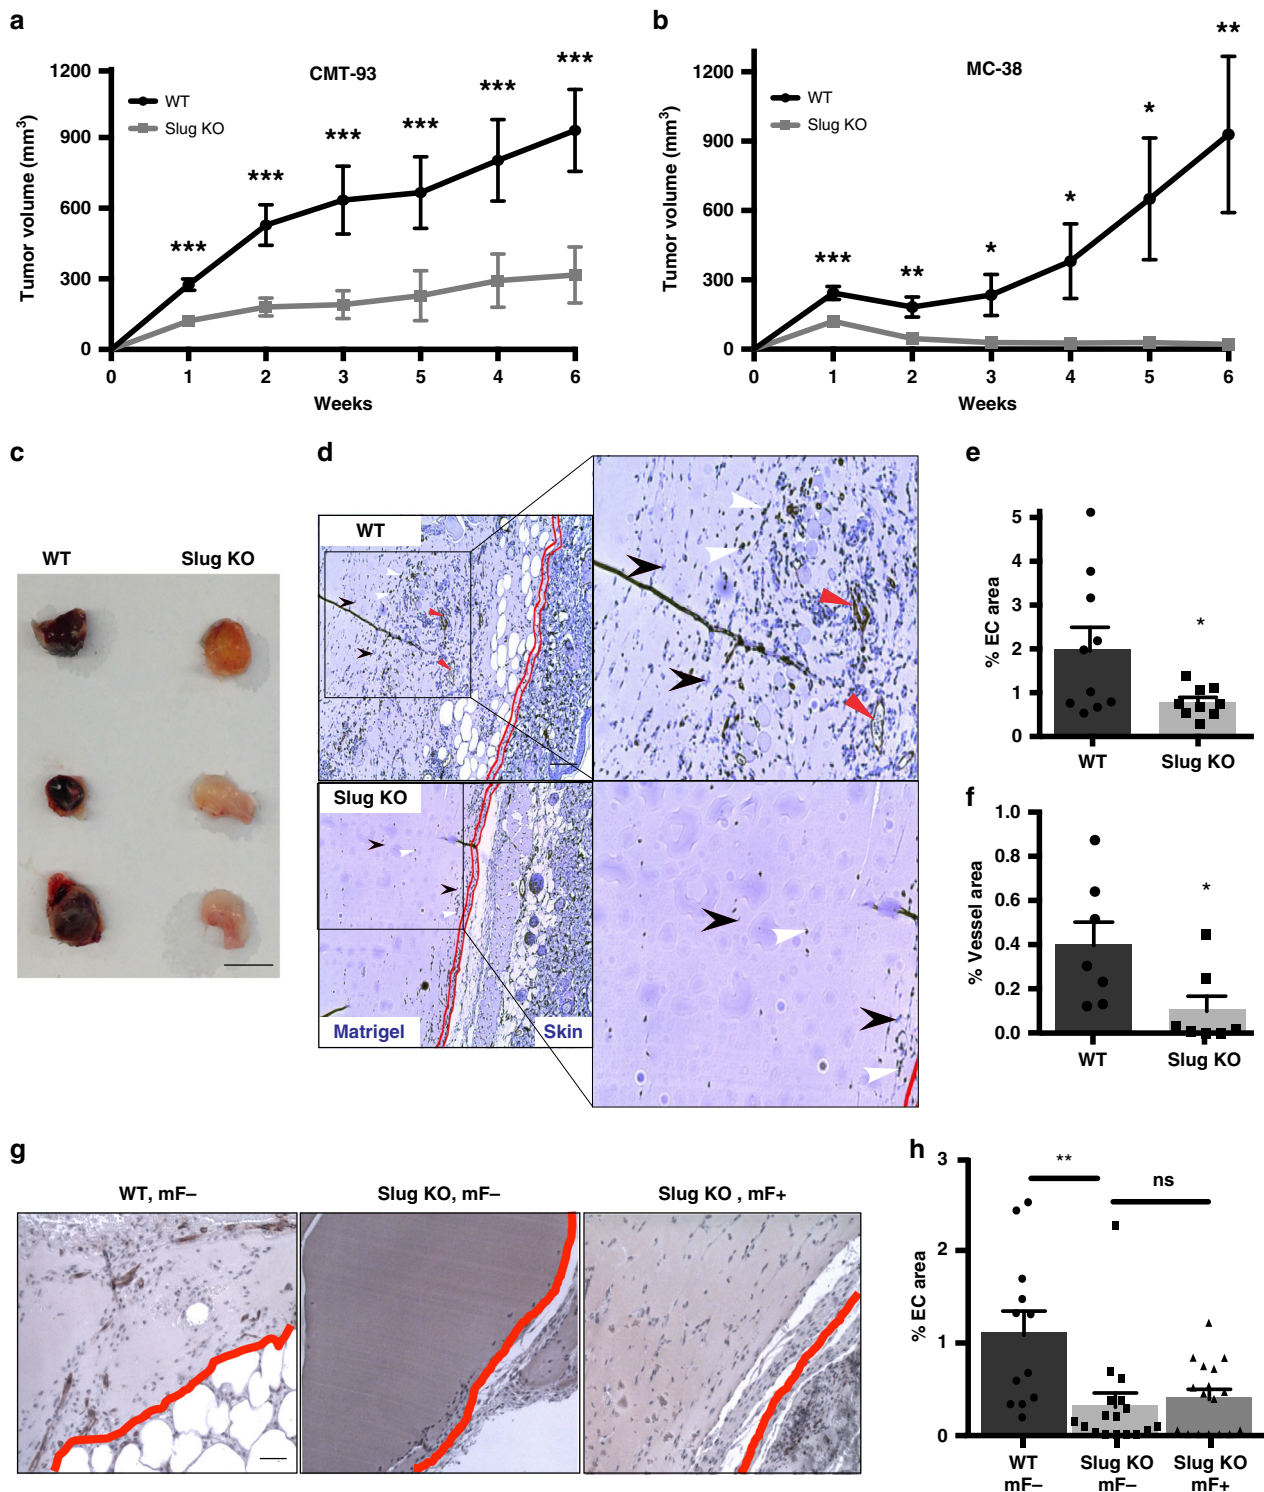 a
CMT-93
WT
Slug KO
Tumor volume (mm3)
1200
900
600
300
0
***
***
***
***
***
***
0 1 2 3 5 4 6
Weeks
b
MC-38
WT
Slug KO
Tumor volume (mm3)
1200
900
600
300
0
***
**
*
*
*
**
0 1 2 3 4 5 6
Weeks
c
WT Slug KO
d
WT
Slug KO
Matrigel Skin
e
% EC area
5
4
3
2
1
0
*
WT Slug KO
f
% Vessel area
1.0
0.8
0.6
0.4
0.2
0.0
*
WT Slug KO
g
WT, mF– Slug KO, mF– Slug KO , mF+
h
% EC area
3
2
1
0
** ns
WT Slug KO Slug KO
mF– mF– mF+